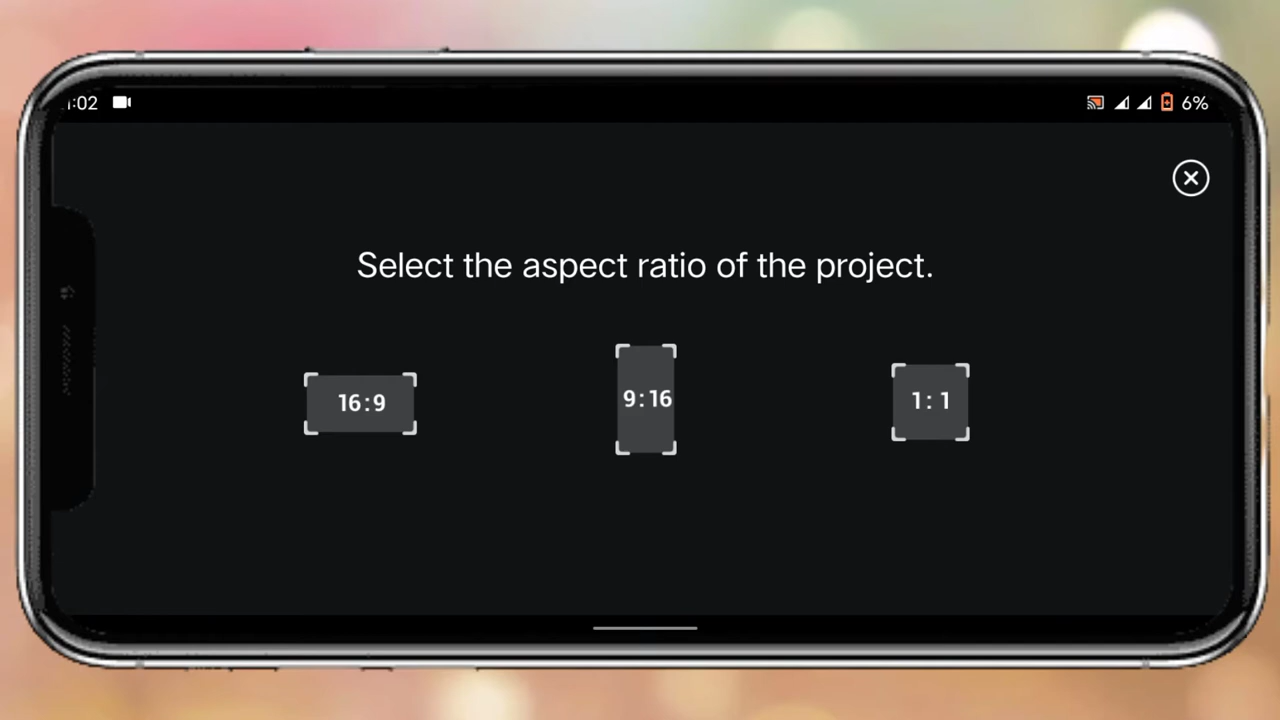 :02 6%
Select the aspect ratio of the project.
16:9 9:16 1:1